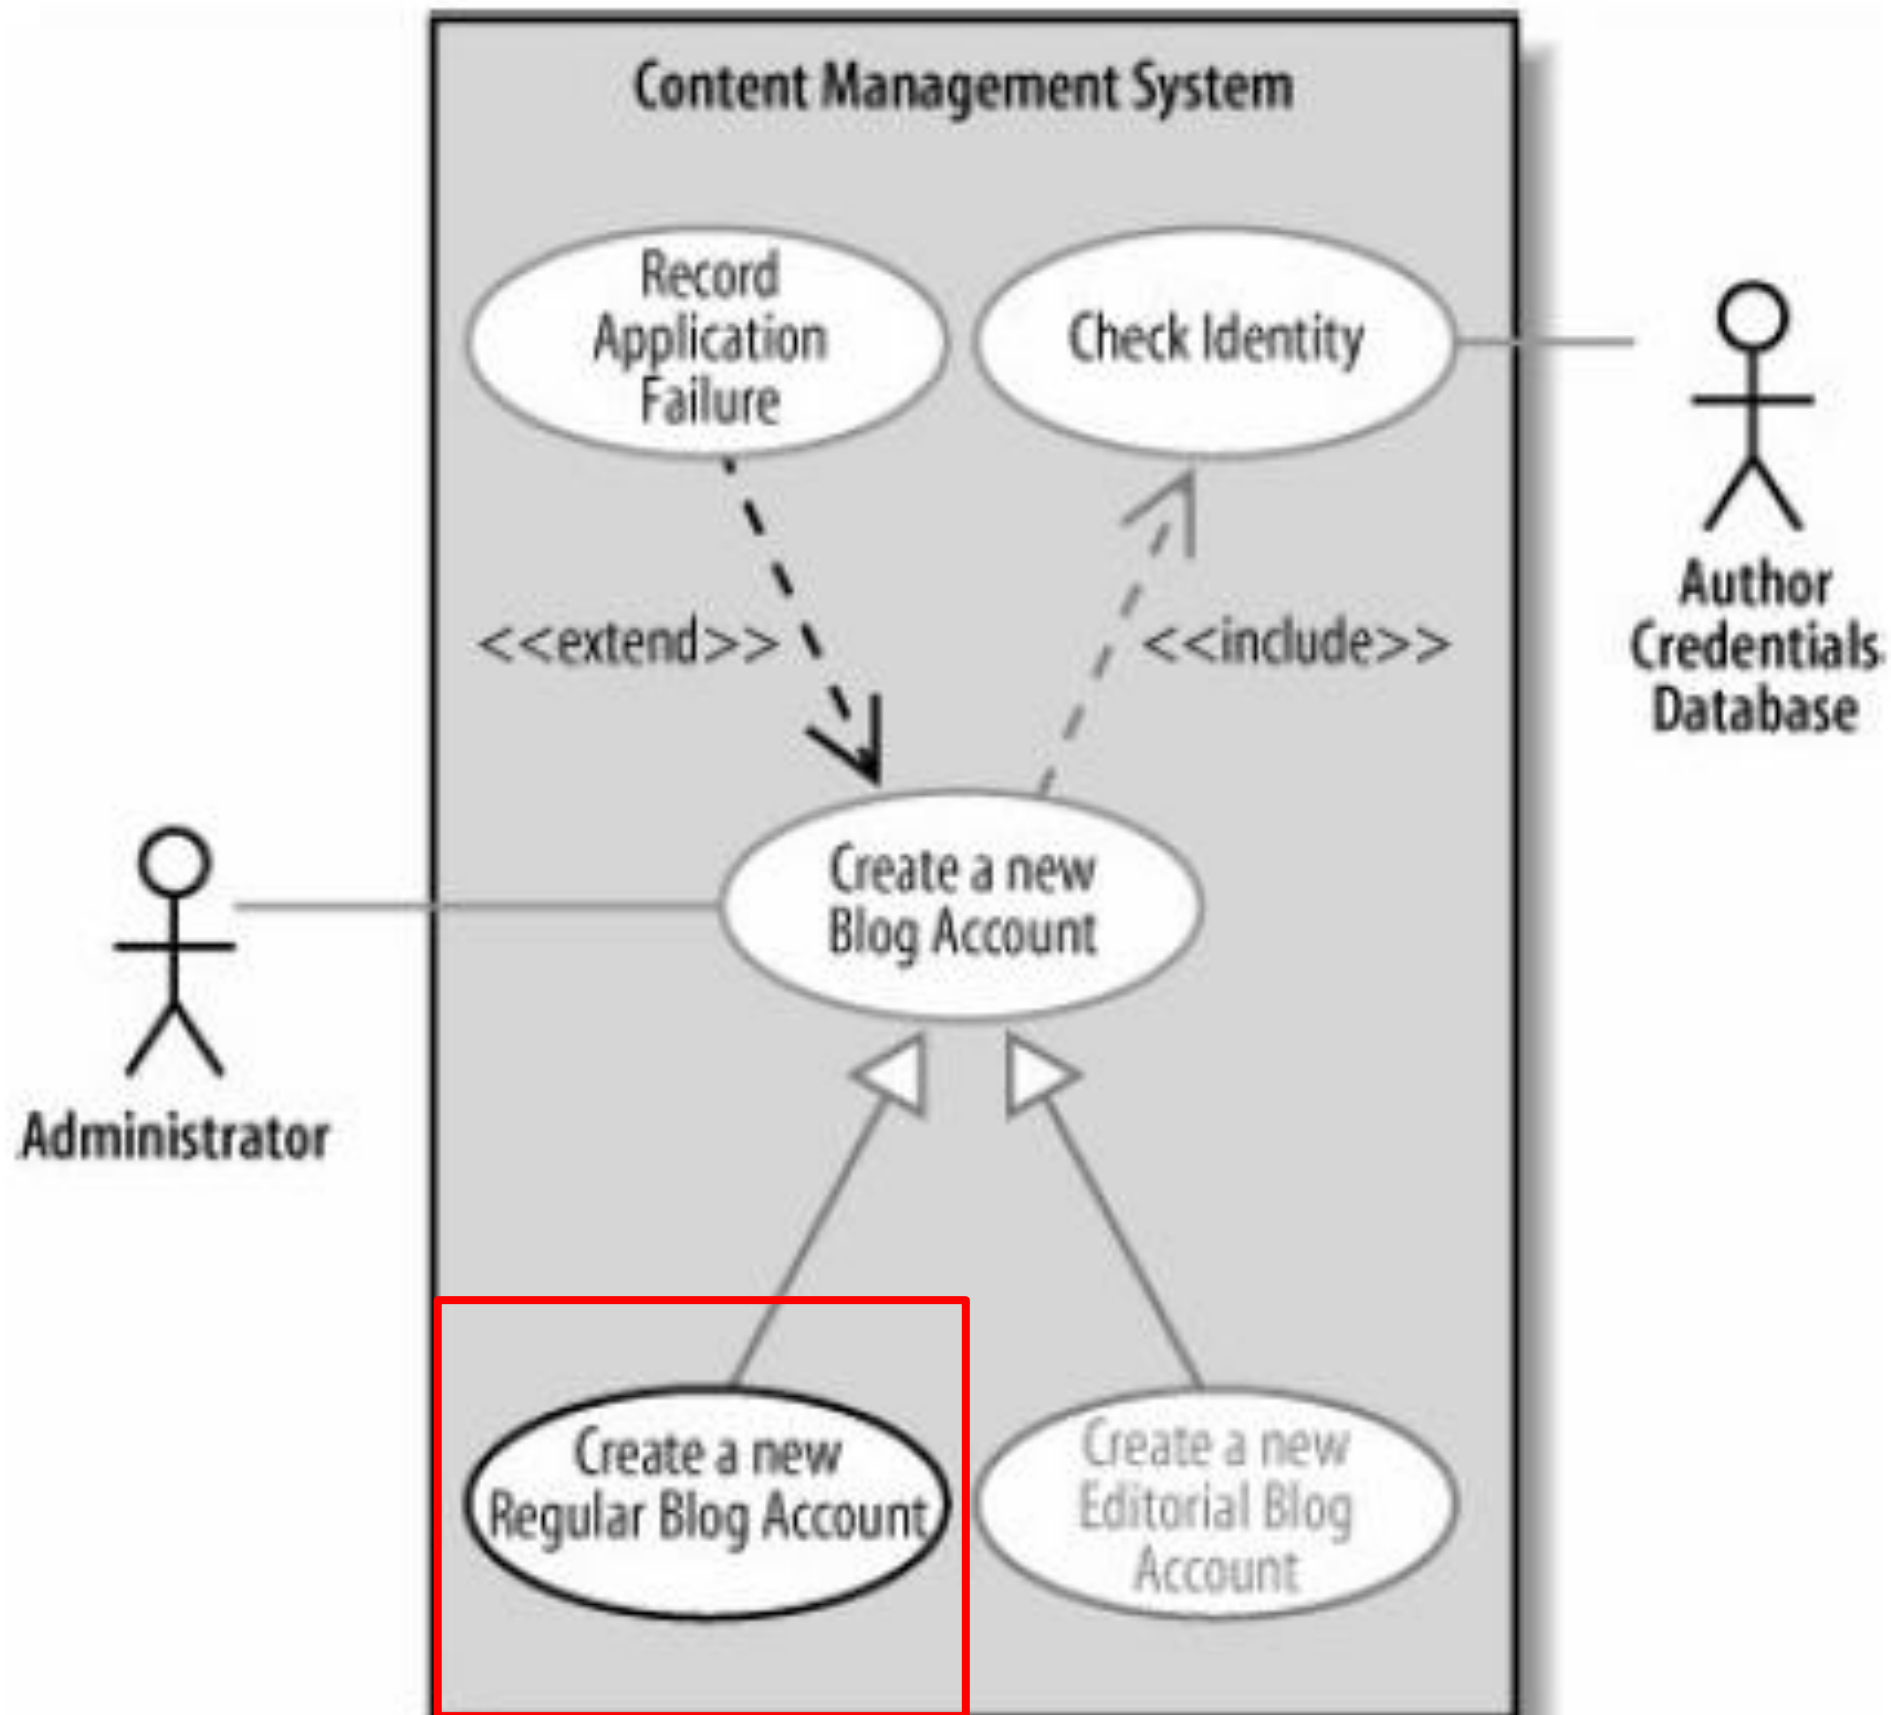 Content Management System
Record
Application
Failure
Check Identity
<<extend>>
<<include>>
Author
Credentials
Database
Create a new
Blog Account
Administrator
Create a new
Regular Blog Account
Create a new
Editorial Blog
Account